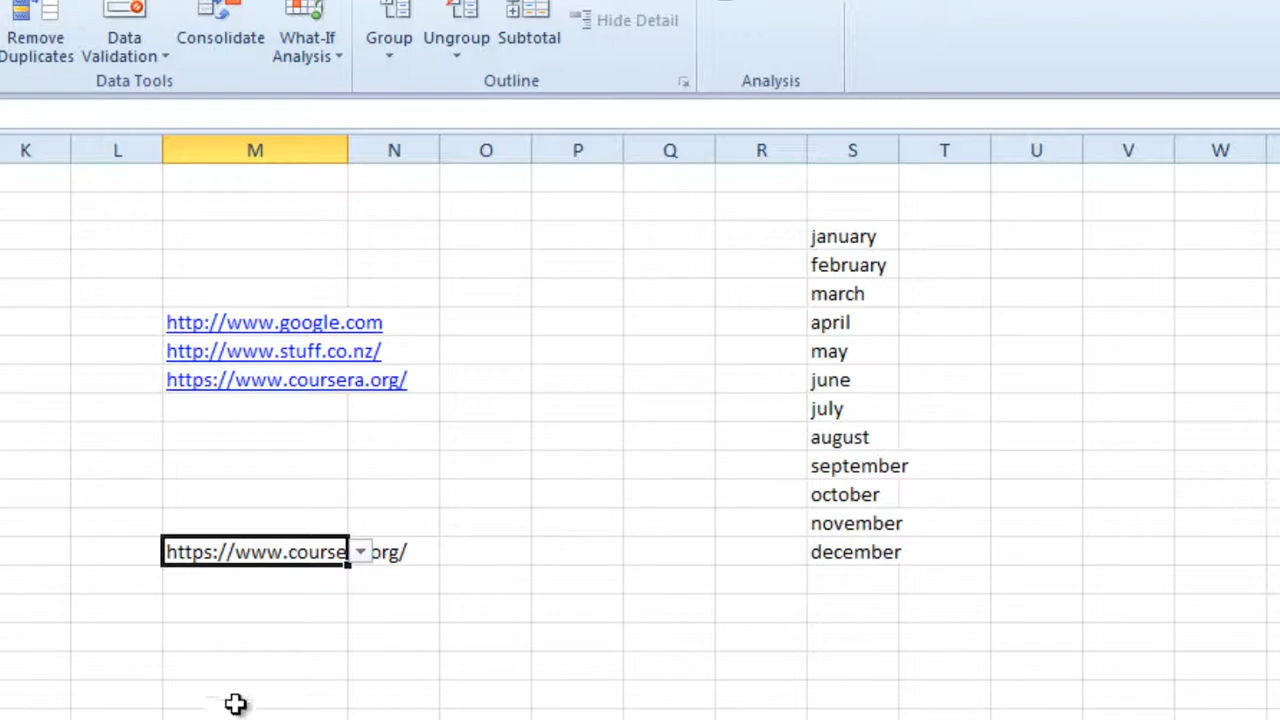 Remove
Duplicates
Data
Validation
Consolidate
What-If
Analysis
Group
Ungroup
Subtotal
Hide Detail
Data Tools
Outline
Analysis
K L M N O P Q R S T U V W
january
february
march
http://www.google.com april
http://www.stuff.co.nz/ may
https://www.coursera.org/ june
july
august
september
october
november
https://www.course org/ december